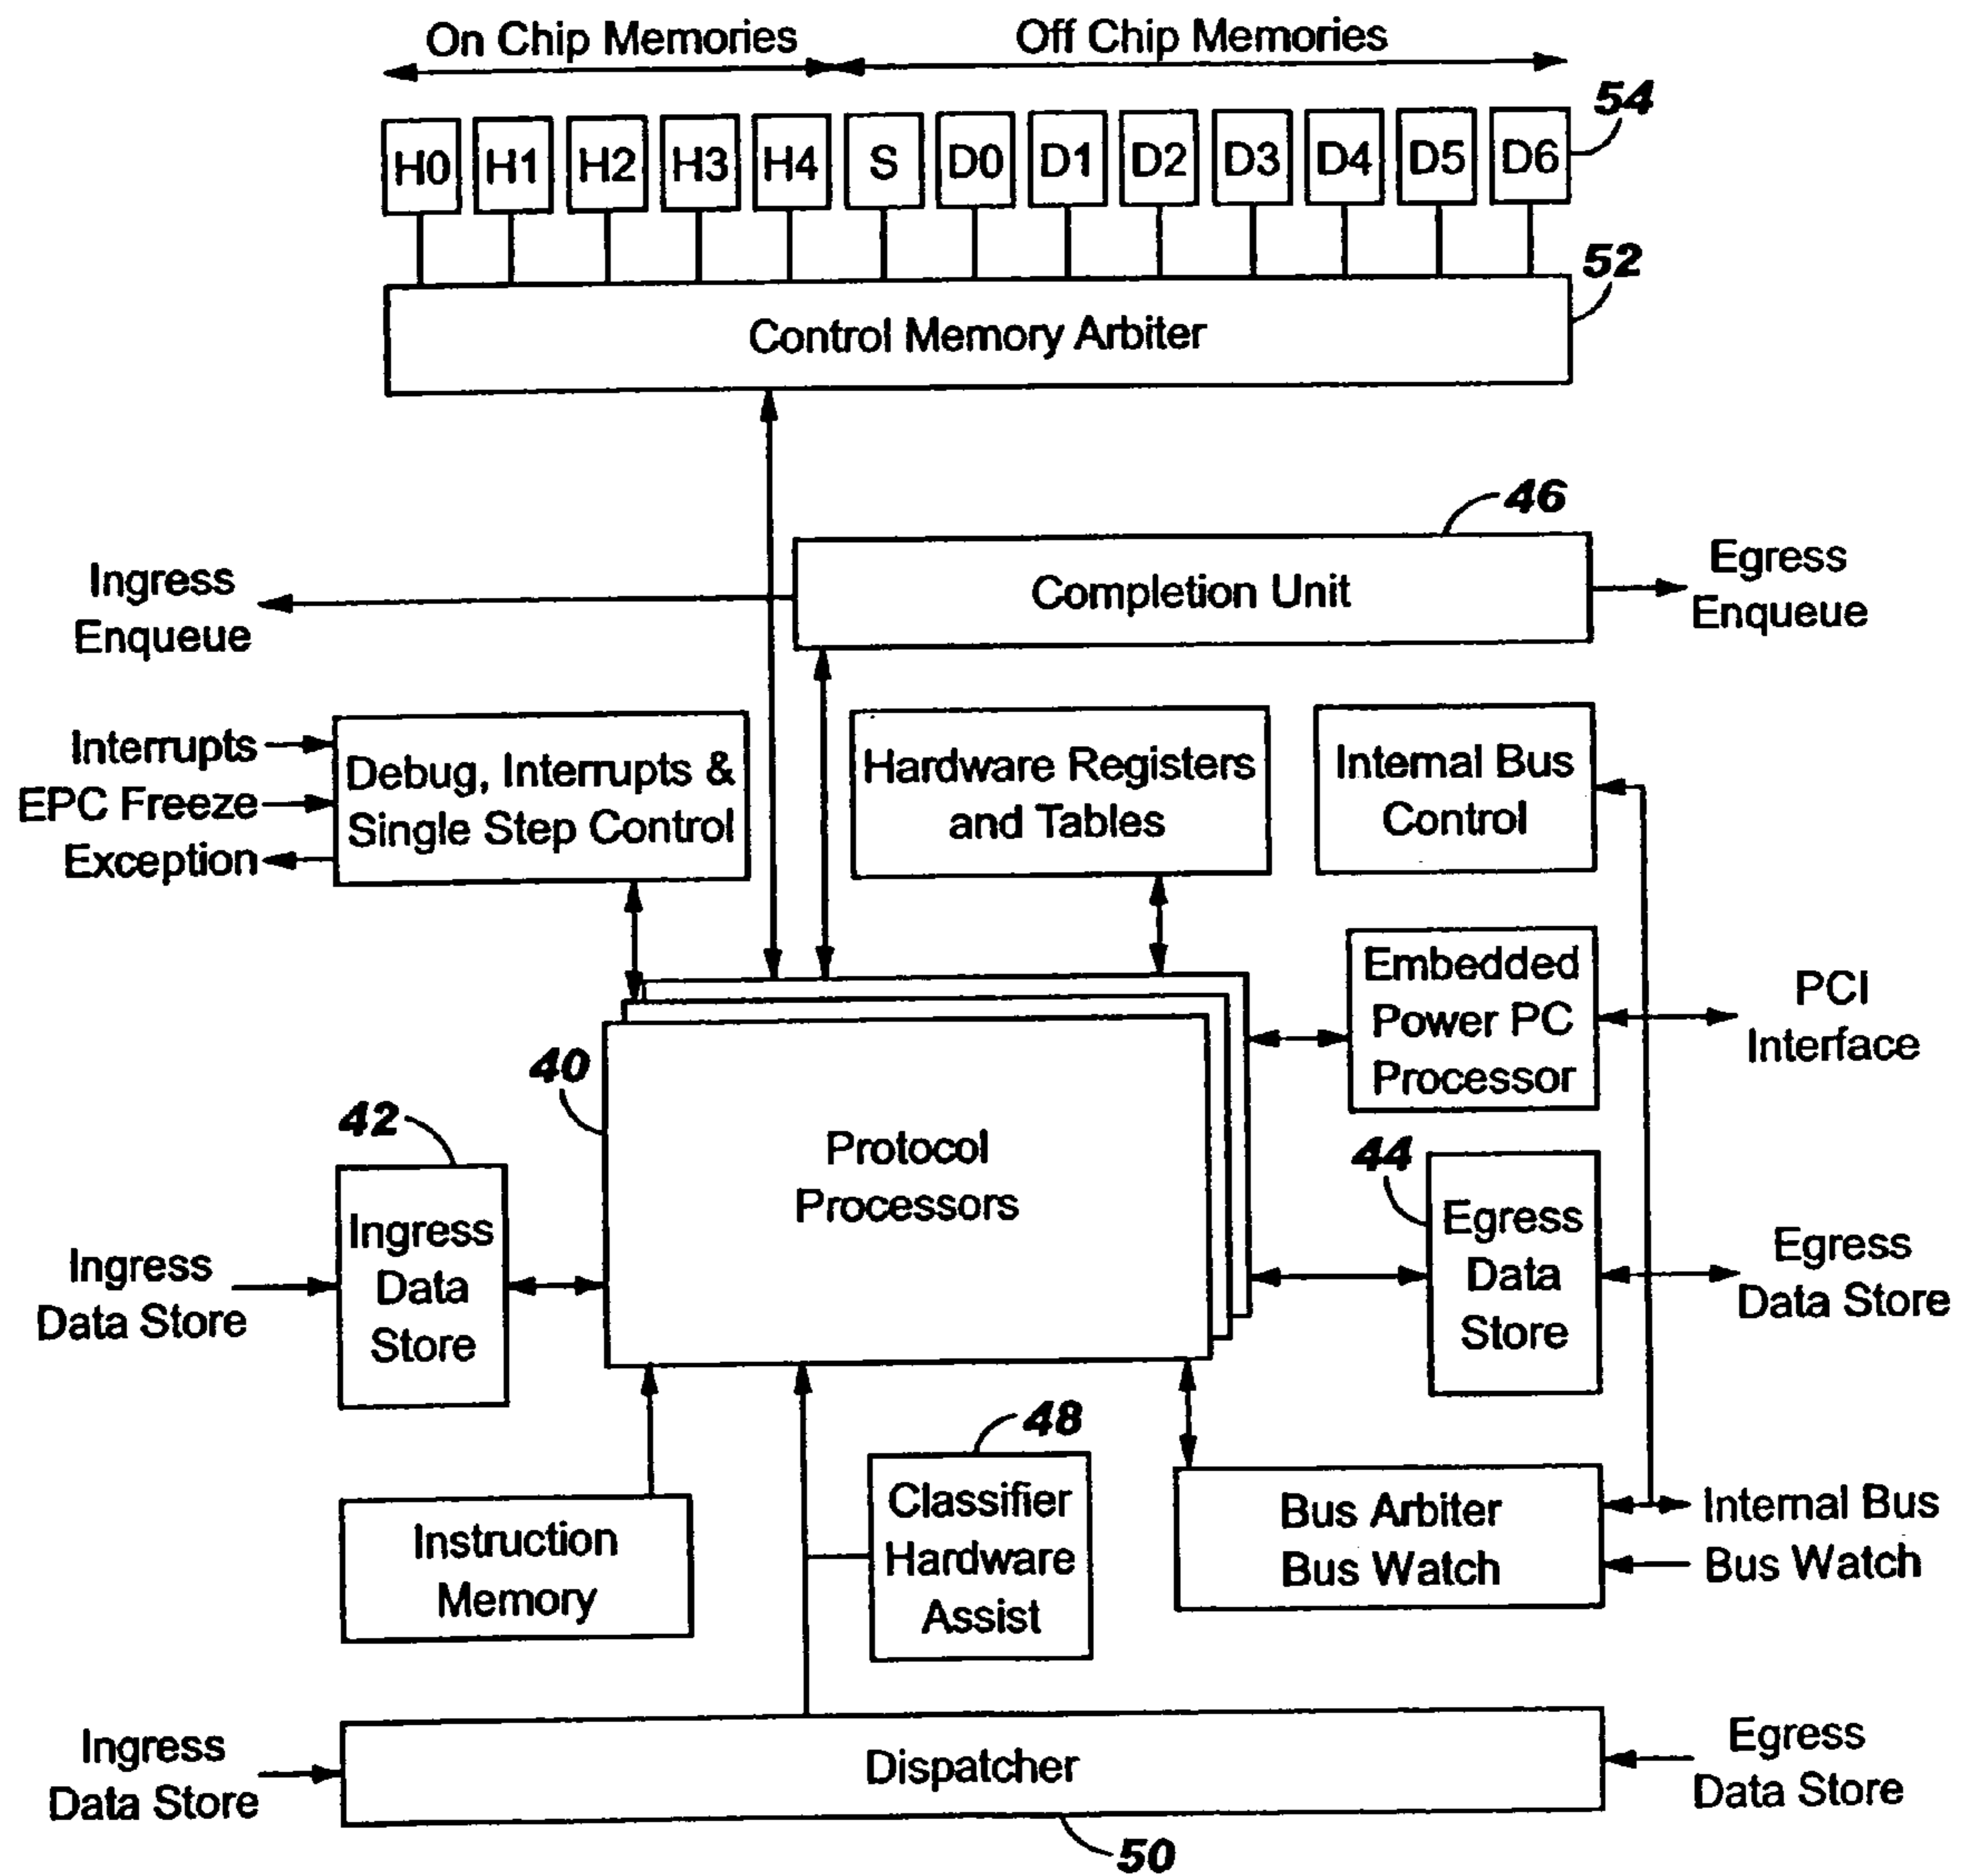 On Chip Memories
Off Chip Memories
54
H0 H1 H2 H3 H4 S D0 D1 D2 D3 D4 D5 D6
52
Control Memory Arbiter
46
Ingress
Enqueue
Completion Unit
Egress
Enqueue
Interrupts
EPC Freeze
Exception
Debug, Interrupts &
Single Step Control
Hardware Registers
and Tables
Internal Bus
Control
Embedded
Power PC
Processor
PCI
Interface
40
42
Protocol
Processors
44
Ingress
Data Store
Ingress
Data
Store
Egress
Data
Store
Egress
Data Store
48
Instruction
Memory
Classifier
Hardware
Assist
Bus Arbiter
Bus Watch
Internal Bus
Bus Watch
Ingress
Data Store
Dispatcher
Egress
Data Store
50